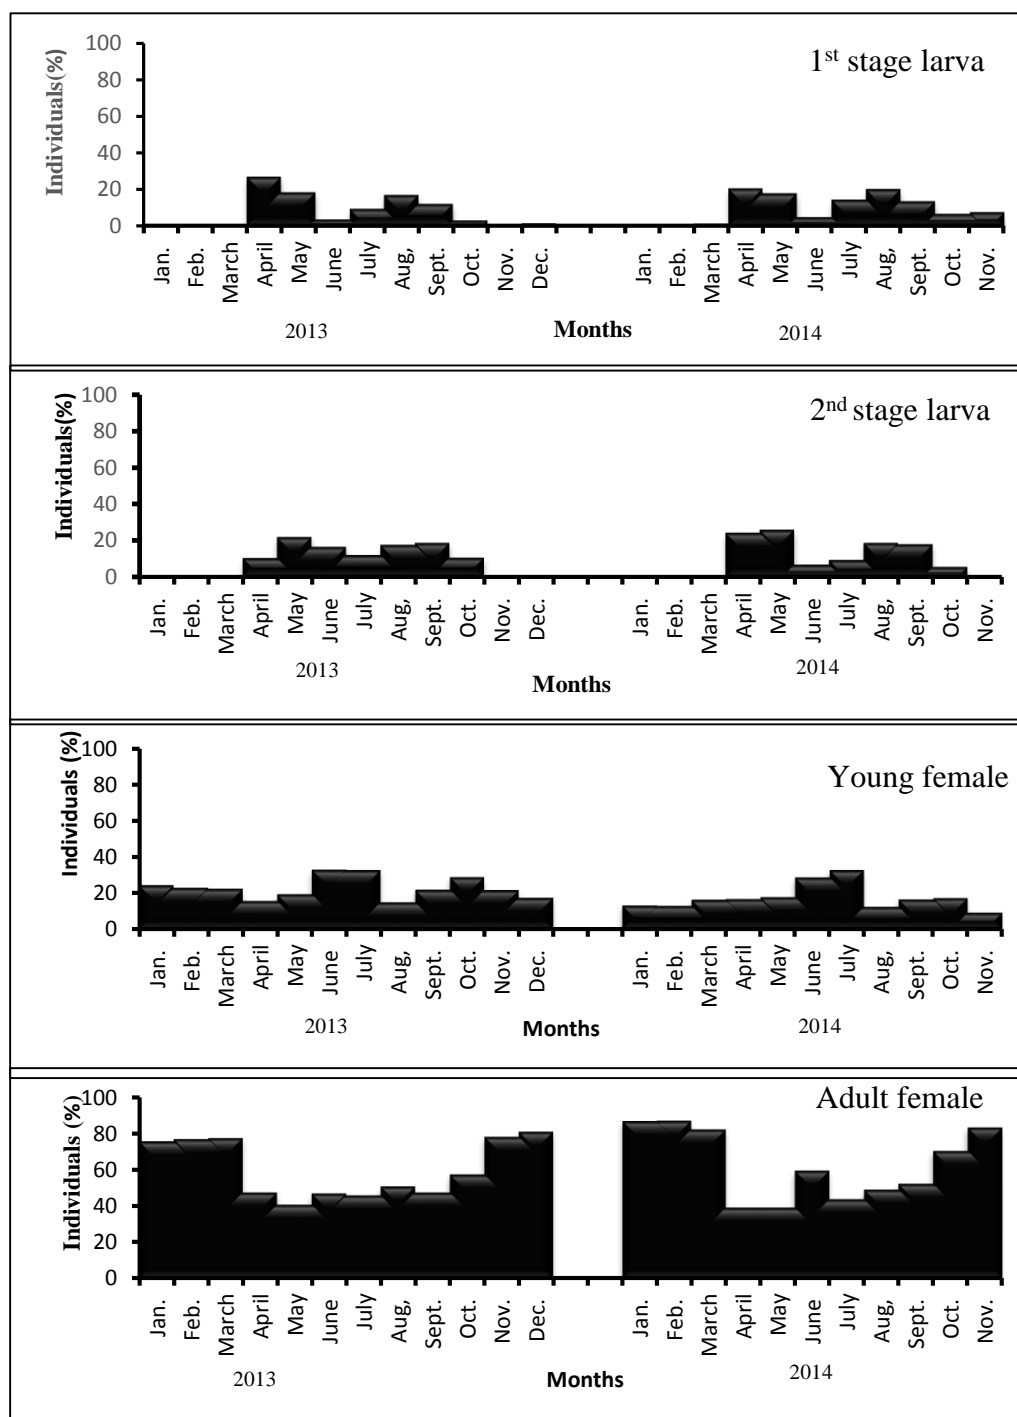 1st stage larva
Individuals(%)
100
80
60
40
20
0
Jan. Feb. March April May June July Aug, Sept. Oct. Nov. Dec. Jan. Feb. March April May June July Aug, Sept. Oct. Nov.
2013 Months 2014
2nd stage larva
Individuals(%)
100
80
60
40
20
0
Jan. Feb. March April May June July Aug, Sept. Oct. Nov. Dec. Jan. Feb. March April May June July Aug, Sept. Oct. Nov.
2013 Months 2014
Young female
Individuals (%)
100
80
60
40
20
0
Jan. Feb. March April May June July Aug, Sept. Oct. Nov. Dec. Jan. Feb. March April May June July Aug, Sept. Oct. Nov.
2013 Months 2014
Adult female
Individuals (%)
100
80
60
40
20
0
Jan. Feb. March April May June July Aug, Sept. Oct. Nov. Dec. Jan. Feb. March April May June July Aug, Sept. Oct. Nov.
2013 Months 2014